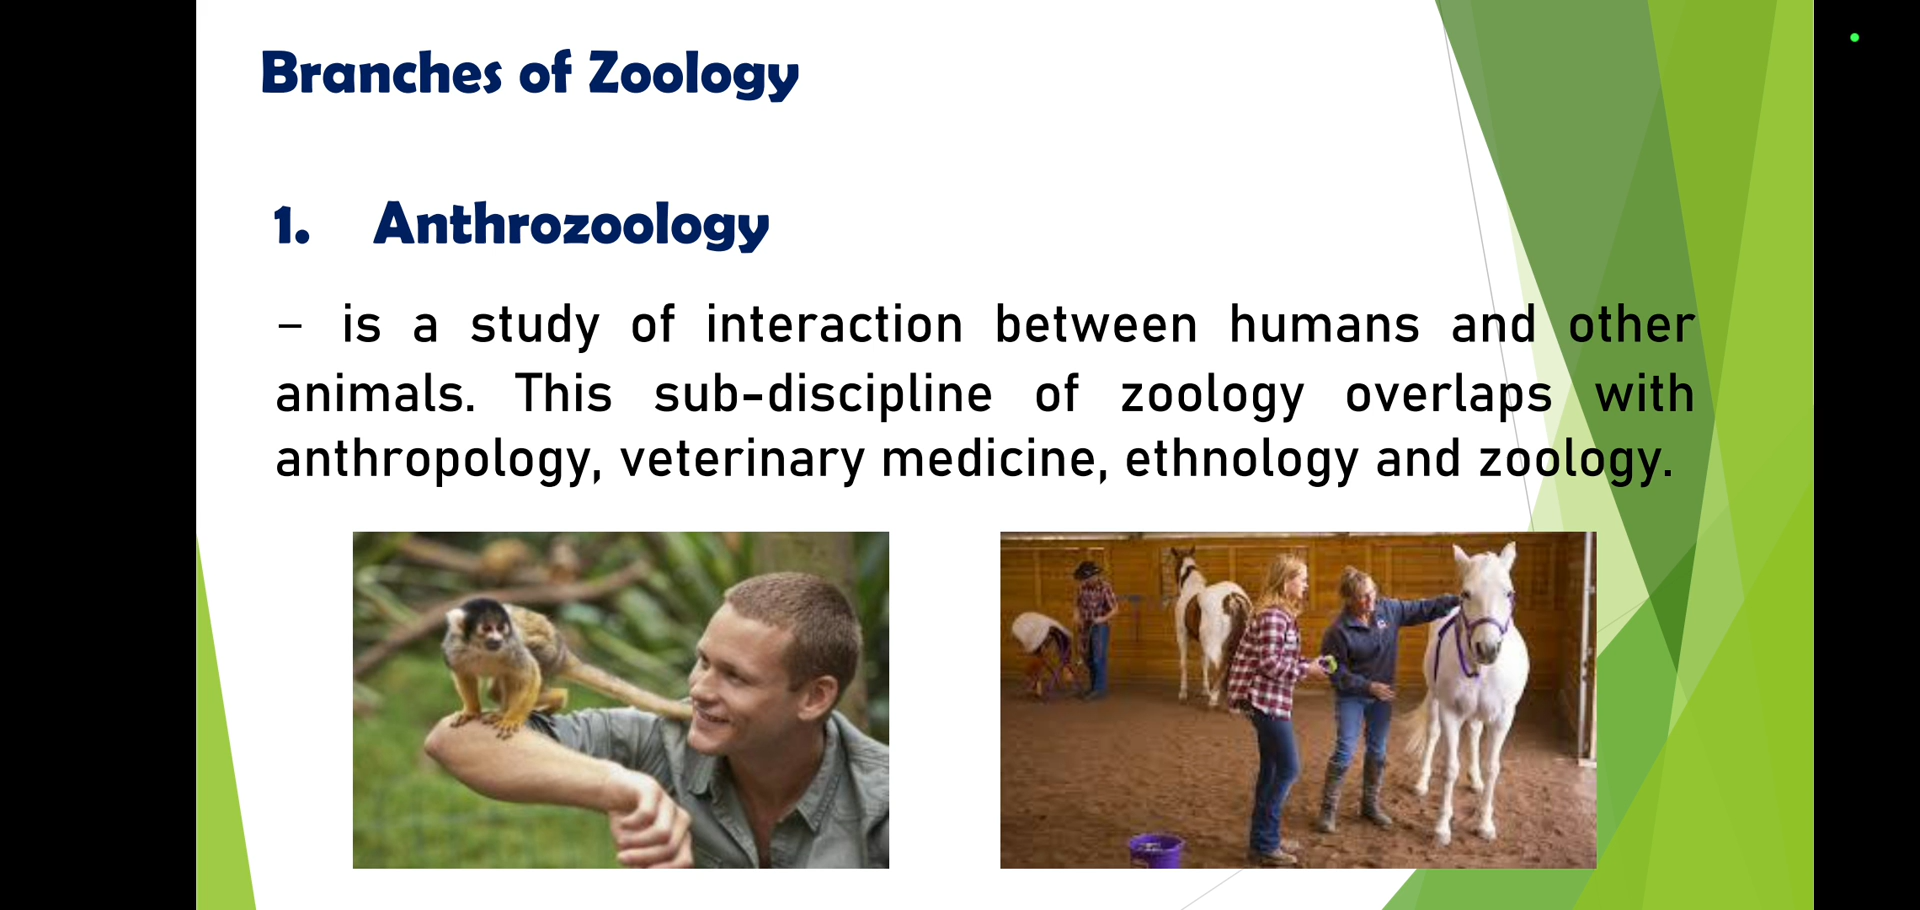 Branches of Zoology
1. Anthrozoology
– is a study of interaction between humans and other
animals. This sub-discipline of zoology overlaps with
anthropology, veterinary medicine, ethnology and zoology.